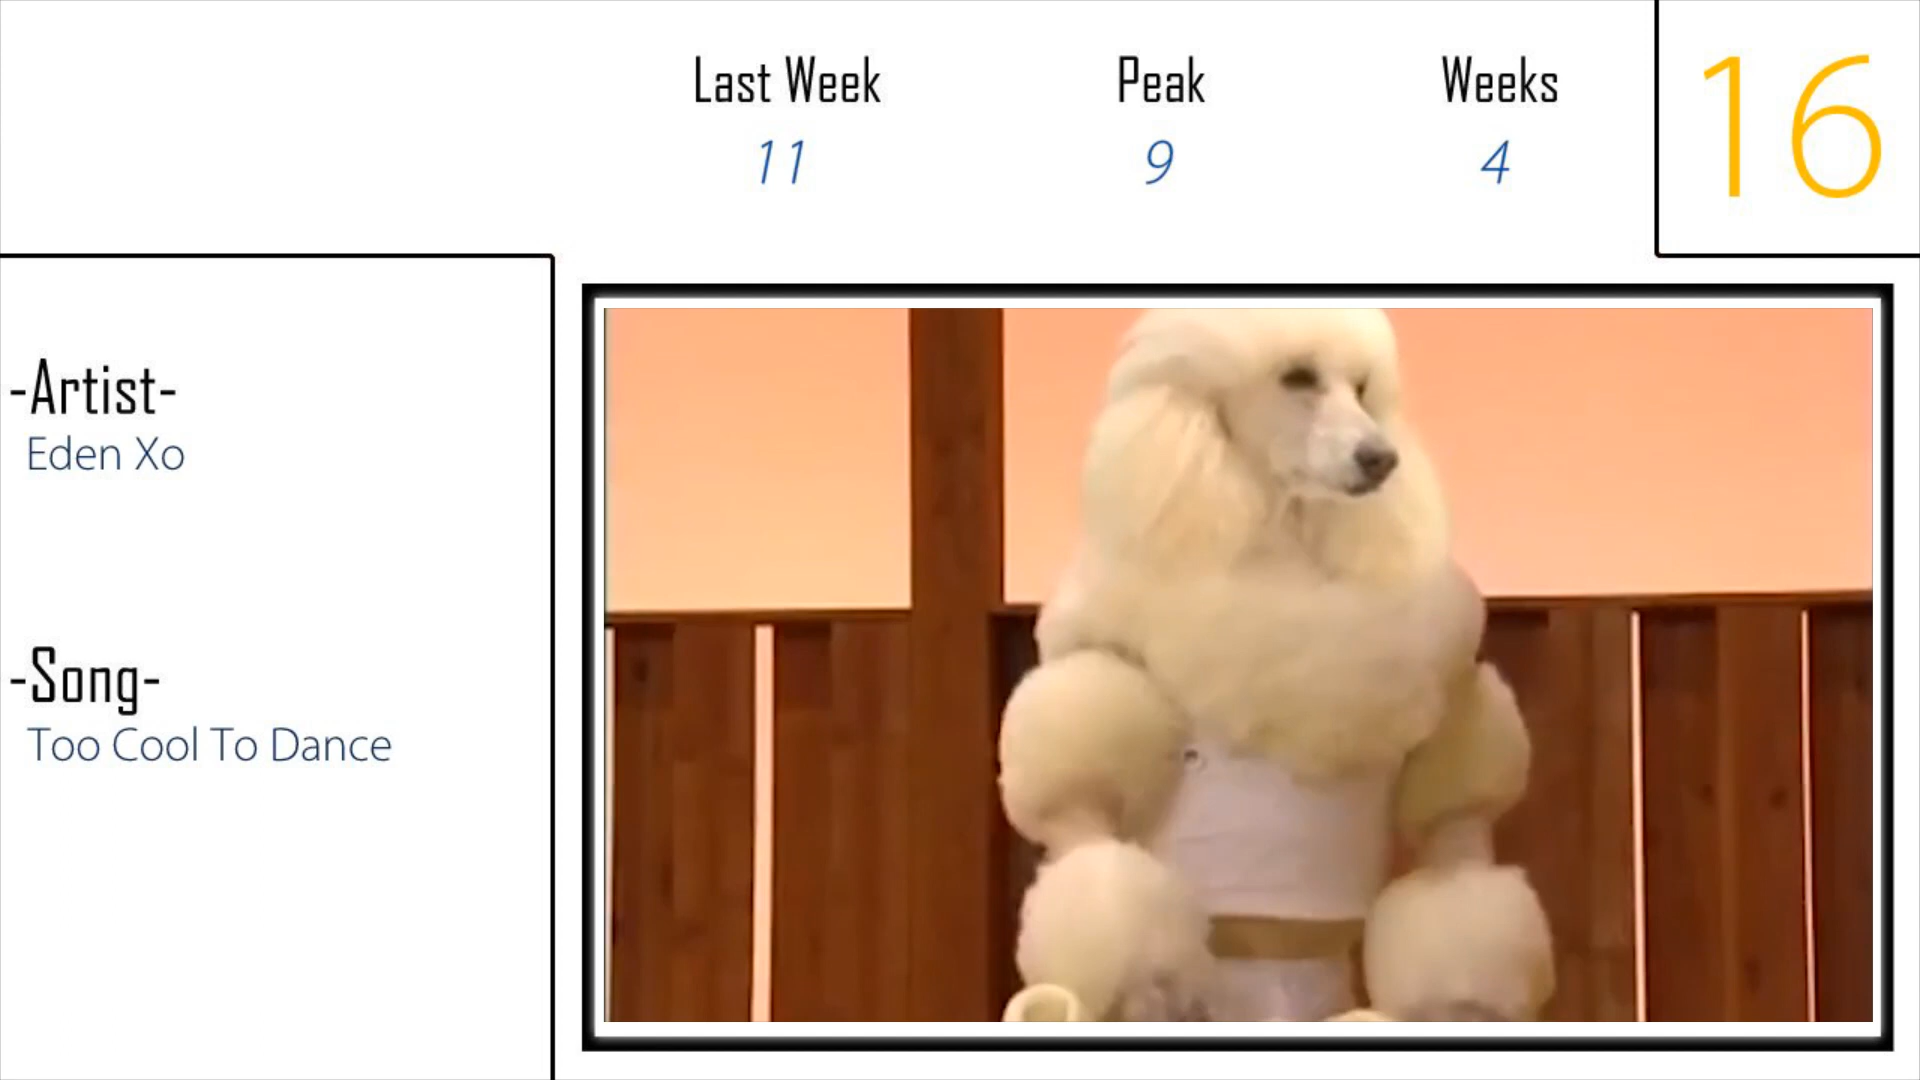 Last Week
Peak
Weeks
16
11
9
4
-Artist-
Eden Xo
-Song-
Too Cool To Dance